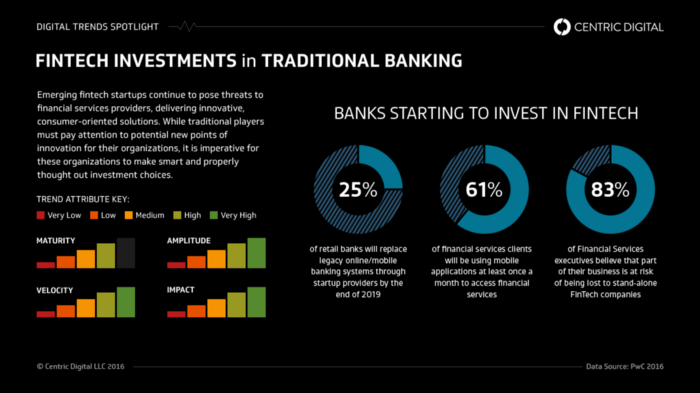 DIGITAL TRENDS SPOTLIGHT
CENTRIC DIGITAL
FINTECH INVESTMENTS in TRADITIONAL BANKING
Emerging fintech startups continue to pose threats to
financial services providers, delivering innovative,
consumer-oriented solutions. While traditional players
must pay attention to potential new points of
innovation for their organizations, it is imperative for
these organizations to make smart and properly
thought out investment choices.
TREND ATTRIBUTE KEY:
Very Low Low Medium High Very High
MATURITY
AMPLITUDE
VELOCITY
IMPACT
BANKS STARTING TO INVEST IN FINTECH
25%
of retail banks will replace
legacy online/mobile
banking systems through
startup providers by the
end of 2019
61%
of financial services clients
will be using mobile
applications at least once a
month to access financial
services
83%
of Financial Services
executives believe that part
of their business is at risk
of being lost to stand-alone
FinTech companies
© Centric Digital LLC 2016
Data Source: PwC 2016